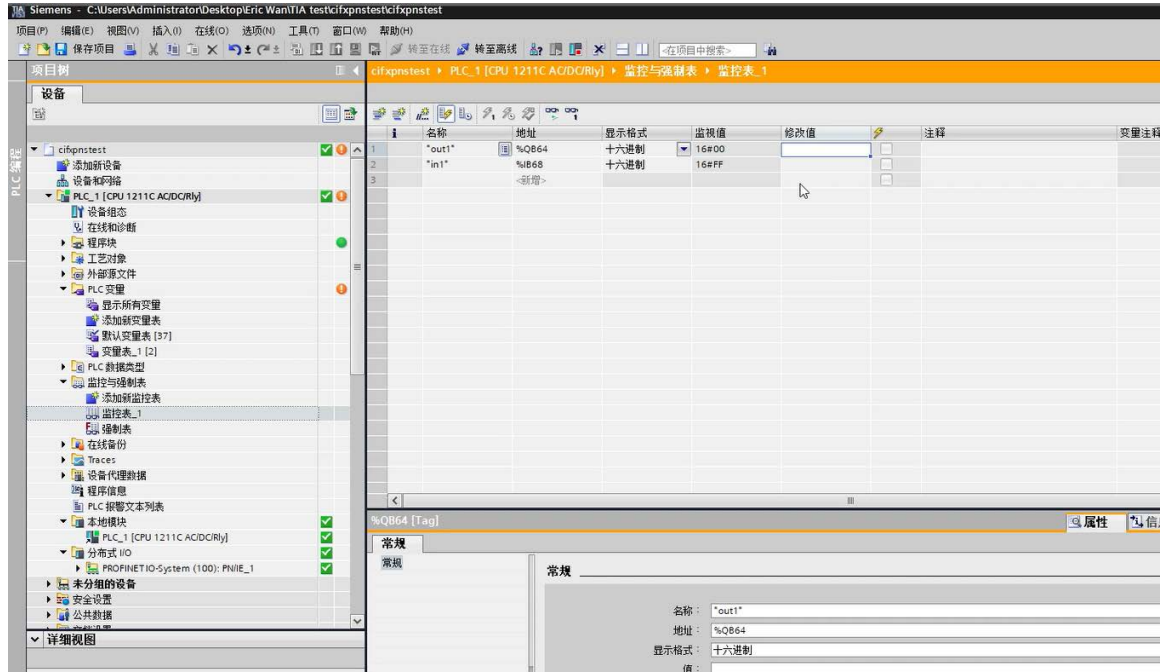 Siemens - C:\Users\Administrator\Desktop\Eric Wan\TIA test\cifxpnstest\cifxpnstest
项目(P) 编辑(E) 视图(V) 插入(I) 在线(O) 选项(N) 工具(T) 窗口(W) 帮助(H)
保存项目 转至在线 转至离线 <在项目中搜索>
项目树
cifxpnstest PLC_1 [CPU 1211C AC/DC/Rly] 监控与强制表 监控表_1
设备
PLC 编程
i 名称 地址 显示格式 监视值 修改值 注释 变量注释
1 "out1" %QB64 十六进制 16#00
2 "in1" %IB68 十六进制 16#FF
3 <新增>
cifxpnstest
添加新设备
设备和网络
PLC_1 [CPU 1211C AC/DC/Rly]
设备组态
在线和诊断
程序块
工艺对象
外部源文件
PLC 变量
显示所有变量
添加新变量表
默认变量表 [37]
变量表_1 [2]
PLC 数据类型
监控与强制表
添加新监控表
监控表_1
强制表
在线备份
Traces
设备代理数据
程序信息
PLC 报警文本列表
本地模块
PLC_1 [CPU 1211C AC/DC/Rly]
分布式 I/O
PROFINET IO-System (100): PN/IE_1
未分组的设备
安全设置
公共数据
详细视图
%QB64 [Tag]
属性 信
常规
常规
常规
名称： "out1"
地址： %QB64
显示格式： 十六进制
值：